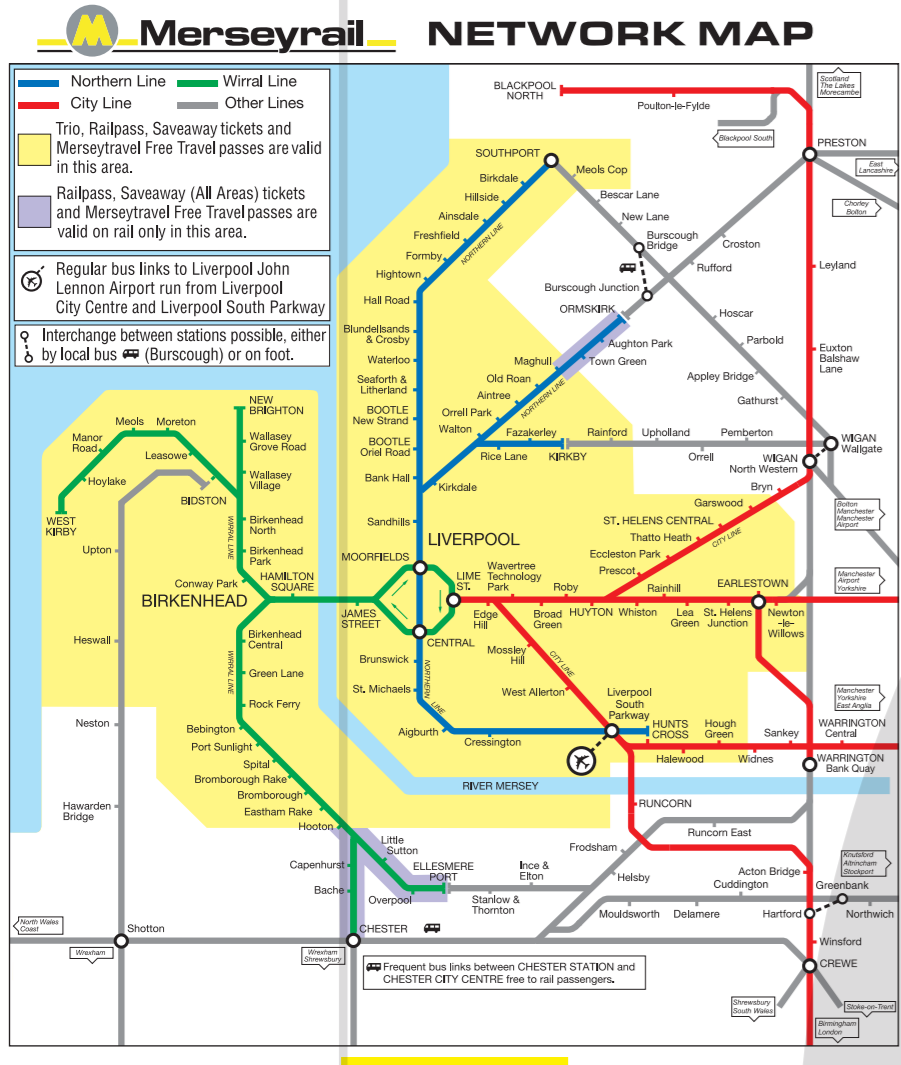 Merseyrail NETWORK MAP
Northern Line
Wirral Line
City Line
Other Lines
Trio, Railpass, Saveaway tickets and
Merseytravel Free Travel passes are valid
in this area.
Railpass, Saveaway (All Areas) tickets
and Merseytravel Free Travel passes are
valid on rail only in this area.
Regular bus links to Liverpool John
Lennon Airport run from Liverpool
City Centre and Liverpool South Parkway
Interchange between stations possible, either
by local bus (Burscough) or on foot.
Scotland
The Lakes
Morecambe
BLACKPOOL
NORTH
Poulton-le-Fylde
Blackpool South
PRESTON
East
Lancashire
Chorley
Bolton
SOUTHPORT
Meols Cop
Birkdale
Bescar Lane
Hillside
New Lane
Ainsdale
Freshfield
NORTHERN LINE
Burscough
Bridge
Croston
Formby
Rufford
Leyland
Hightown
Burscough Junction
Hall Road
ORMSKIRK
Hoscar
Blundellsands
& Crosby
Aughton Park
Parbold
Euxton
Balshaw
Lane
Waterloo
Maghull
Town Green
Appley Bridge
Seaforth &
Litherland
Old Roan
Aintree
NORTHERN LINE
Gathurst
BOOTLE
New Strand
Orrell Park
Walton
BOOTLE
Oriel Road
Fazakerley
Rice Lane
KIRKBY
Rainford
Upholland
Orrell
Pemberton
WIGAN
Wallgate
WIGAN
North Western
Bank Hall
Kirkdale
Bryn
Garswood
Bolton
Manchester
Manchester
Airport
Sandhills
ST. HELENS CENTRAL
Thatto Heath
CITY LINE
Eccleston Park
Prescot
NEW
BRIGHTON
Meols
Moreton
Manor
Road
Leasowe
Wallasey
Grove Road
Hoylake
Wallasey
Village
BIDSTON
WEST
KIRBY
WIRRAL LINE
Birkenhead
North
Upton
Birkenhead
Park
Conway Park
HAMILTON
SQUARE
BIRKENHEAD
LIVERPOOL
MOORFIELDS
LIME
ST.
JAMES
STREET
CENTRAL
Wavertree
Technology
Park
Edge
Hill
Broad
Green
Roby
HUYTON
Whiston
Rainhill
Lea
Green
St. Helens
Junction
EARLESTOWN
Newton
-le-
Willows
Manchester
Airport
Yorkshire
Birkenhead
Central
Heswall
WIRRAL LINE
Green Lane
Rock Ferry
Brunswick
NORTHERN
LINE
St. Michaels
Mossley
Hill
CITY LINE
West Allerton
Liverpool
South
Parkway
Aigburth
Cressington
HUNTS
CROSS
Hough
Green
Halewood
Widnes
Sankey
Manchester
Yorkshire
East Anglia
WARRINGTON
Central
WARRINGTON
Bank Quay
Neston
Bebington
Port Sunlight
Spital
Bromborough Rake
Bromborough
Eastham Rake
Hooton
Hawarden
Bridge
RIVER MERSEY
RUNCORN
Runcorn East
Frodsham
Helsby
Little
Sutton
Capenhurst
Bache
ELLESMERE
PORT
Overpool
Ince &
Elton
Stanlow &
Thornton
Acton Bridge
Cuddington
Knutsford
Altrincham
Stockport
Greenbank
Mouldsworth
Delamere
Hartford
Northwich
North Wales
Coast
Shotton
Wrexham
CHESTER
Wrexham
Shrewsbury
Winsford
CREWE
Frequent bus links between CHESTER STATION and
CHESTER CITY CENTRE free to rail passengers.
Shrewsbury
South Wales
Stoke-on-Trent
Birmingham
London